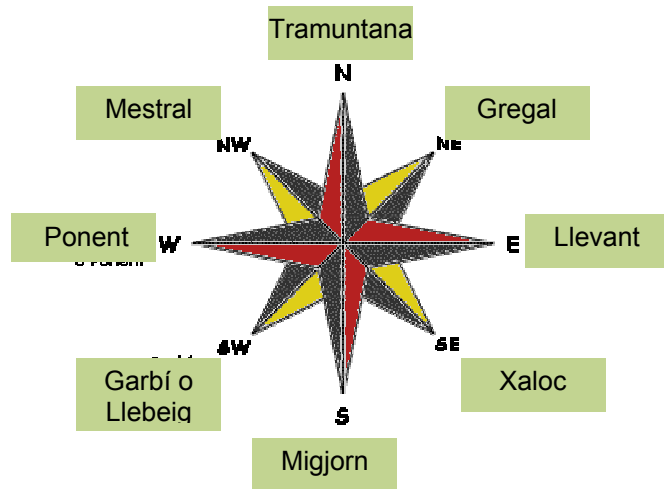 Tramuntana
N
Mestral
Gregal
NW
NE
Ponent
W
E
Llevant
SW
SE
Garbí o
Llebeig
Xaloc
S
Migjorn